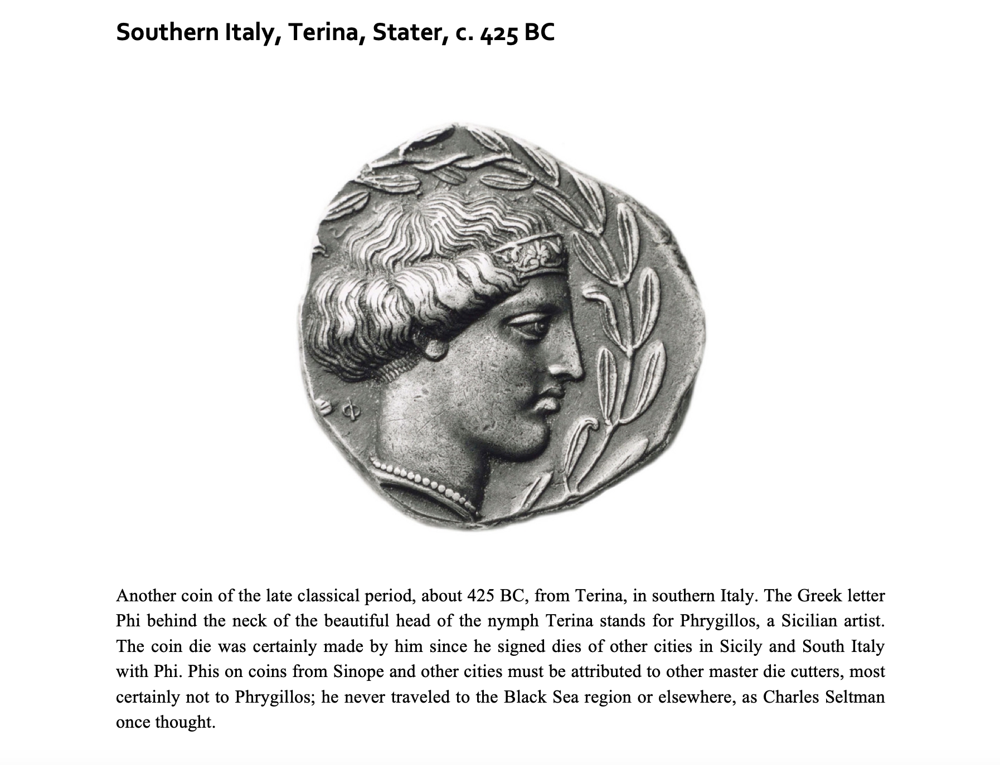 Southern Italy, Terina, Stater, c. 425 BC
Φ
Another coin of the late classical period, about 425 BC, from Terina, in southern Italy. The Greek letter
Phi behind the neck of the beautiful head of the nymph Terina stands for Phrygillos, a Sicilian artist.
The coin die was certainly made by him since he signed dies of other cities in Sicily and South Italy
with Phi. Phis on coins from Sinope and other cities must be attributed to other master die cutters, most
certainly not to Phrygillos; he never traveled to the Black Sea region or elsewhere, as Charles Seltman
once thought.